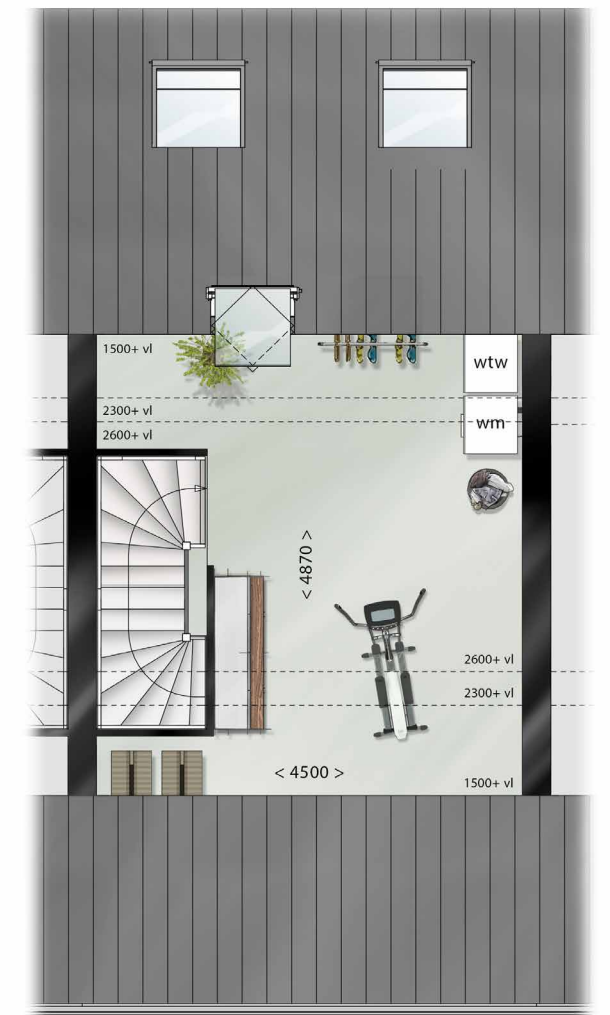 1500+ vl
wtw
2300+ vl
wm
2600+ vl
< 4870 >
2600+ vl
2300+ vl
< 4500 >
1500+ vl